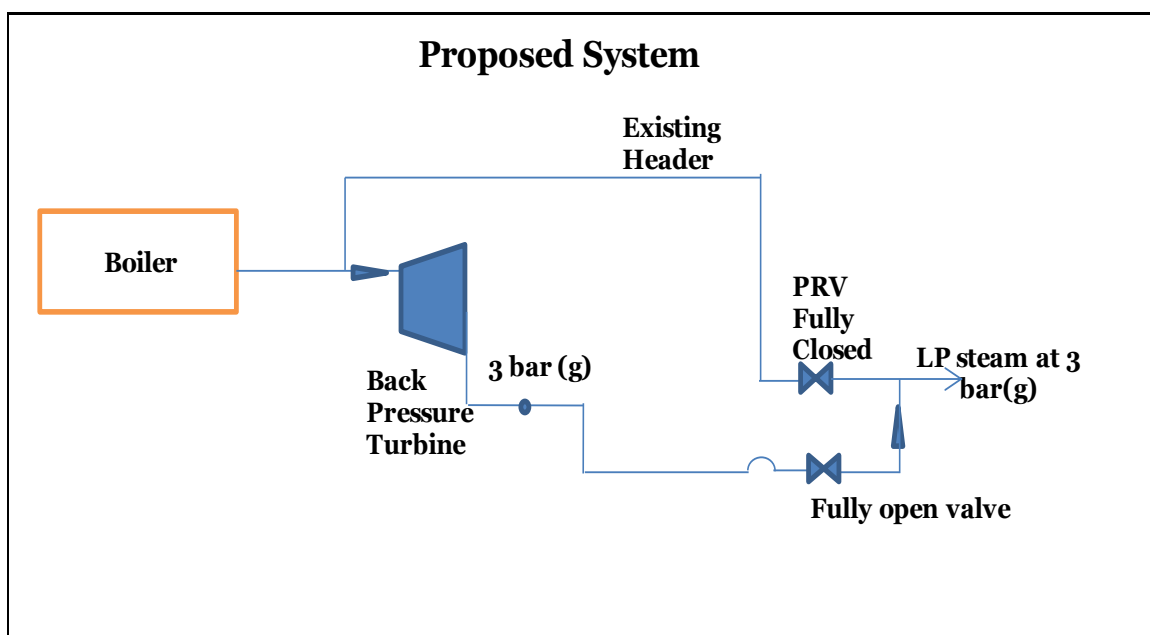 Proposed System
Existing
Header
Boiler
PRV
Fully
Closed
LP steam at 3
bar(g)
3 bar (g)
Back
Pressure
Turbine
Fully open valve